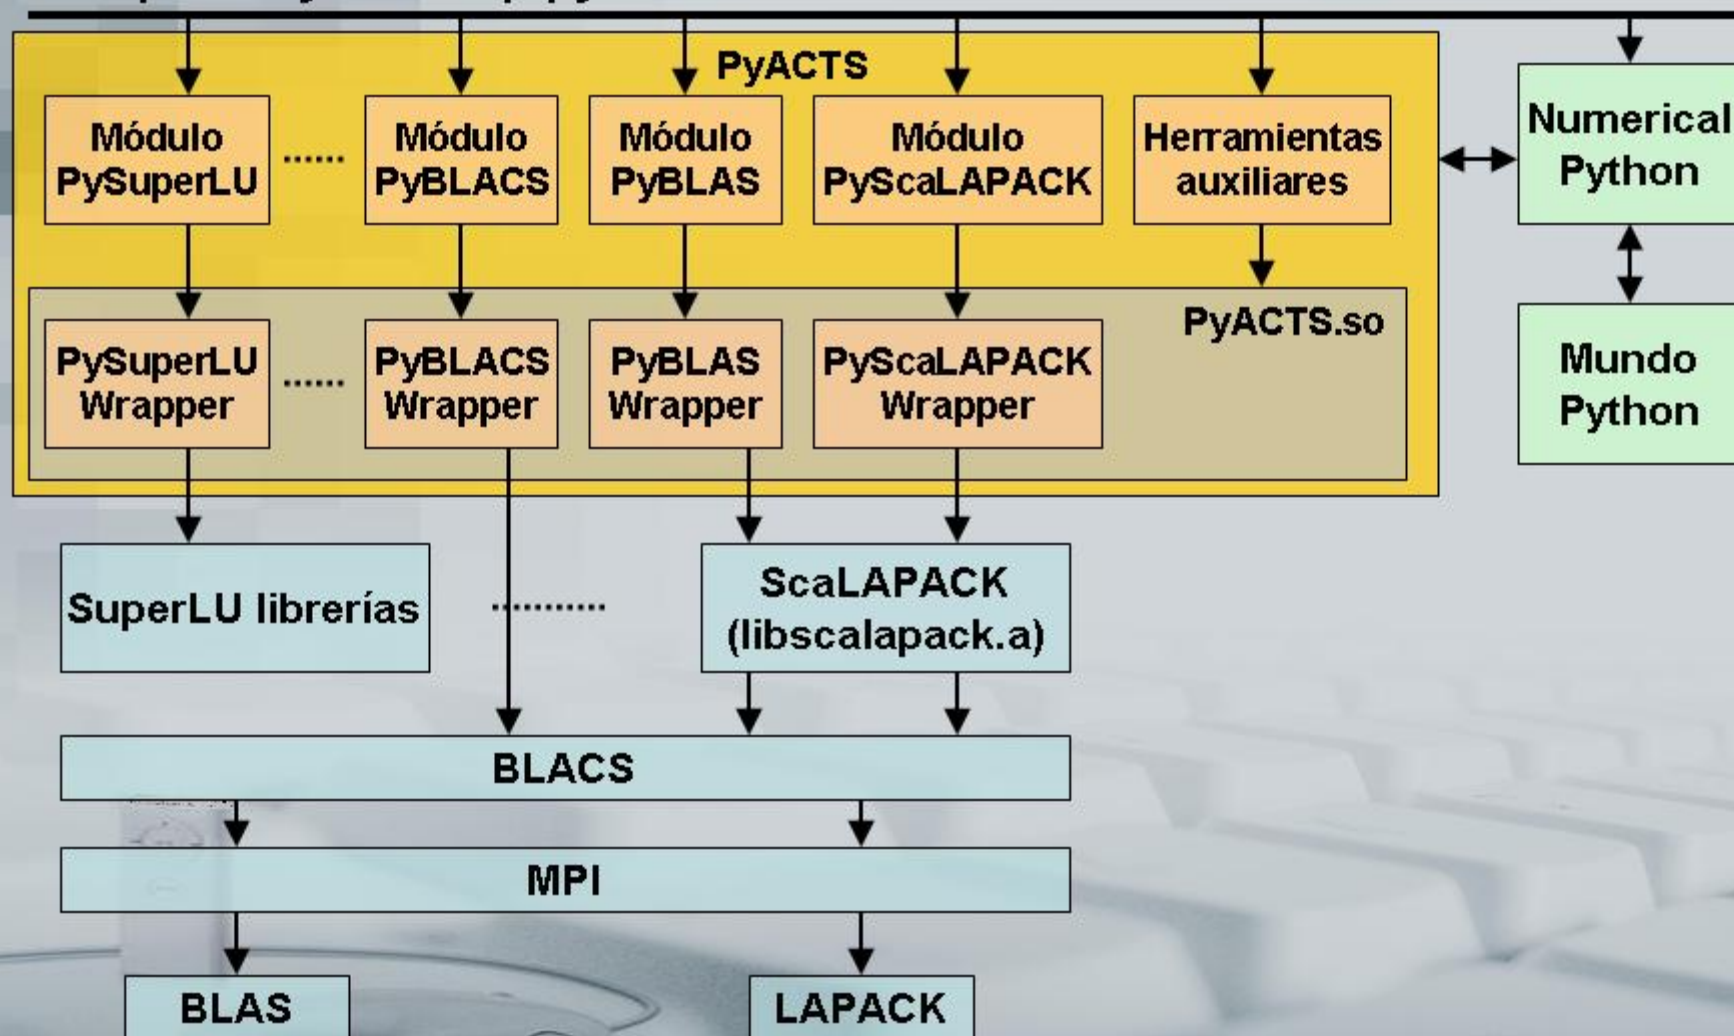 PyACTS
Módulo
PySuperLU
......
Módulo
PyBLACS
Módulo
PyBLAS
Módulo
PyScaLAPACK
Herramientas
auxiliares
Numerical
Python
PyACTS.so
PySuperLU
Wrapper
......
PyBLACS
Wrapper
PyBLAS
Wrapper
PyScaLAPACK
Wrapper
Mundo
Python
SuperLU librerías
...........
ScaLAPACK
(libscalapack.a)
BLACS
MPI
BLAS
LAPACK